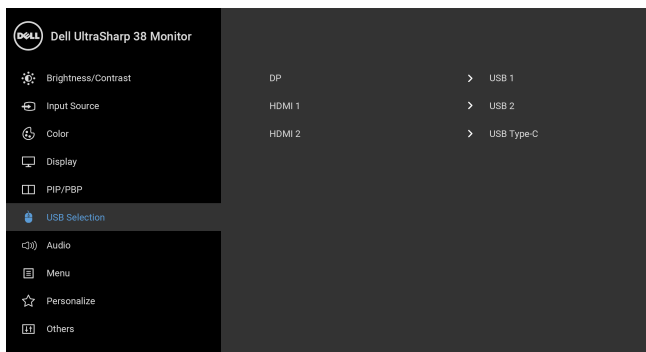 DELL Dell UltraSharp 38 Monitor
Brightness/Contrast
Input Source
Color
Display
PIP/PBP
USB Selection
Audio
Menu
Personalize
Others
DP > USB 1
HDMI 1 > USB 2
HDMI 2 > USB Type-C